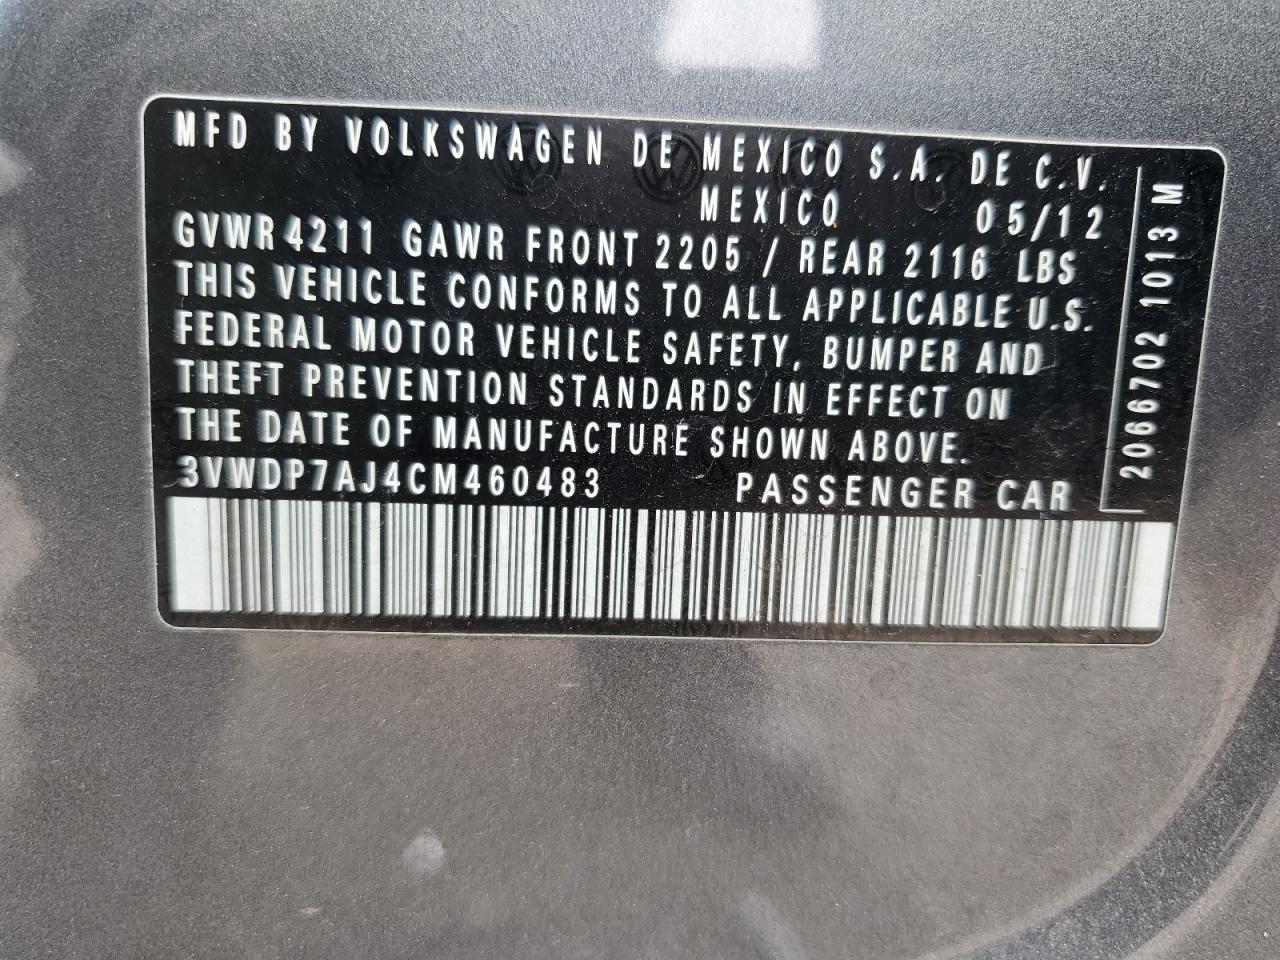 MFD BY VOLKSWAGEN DE MEXICO S.A. DE C.V.
MEXICO 05/12
GVWR 4211 GAWR FRONT 2205 / REAR 2116 LBS
THIS VEHICLE CONFORMS TO ALL APPLICABLE U.S.
FEDERAL MOTOR VEHICLE SAFETY, BUMPER AND
THEFT PREVENTION STANDARDS IN EFFECT ON
THE DATE OF MANUFACTURE SHOWN ABOVE.
3VWDP7AJ4CM460483 PASSENGER CAR
2066702 1013 M